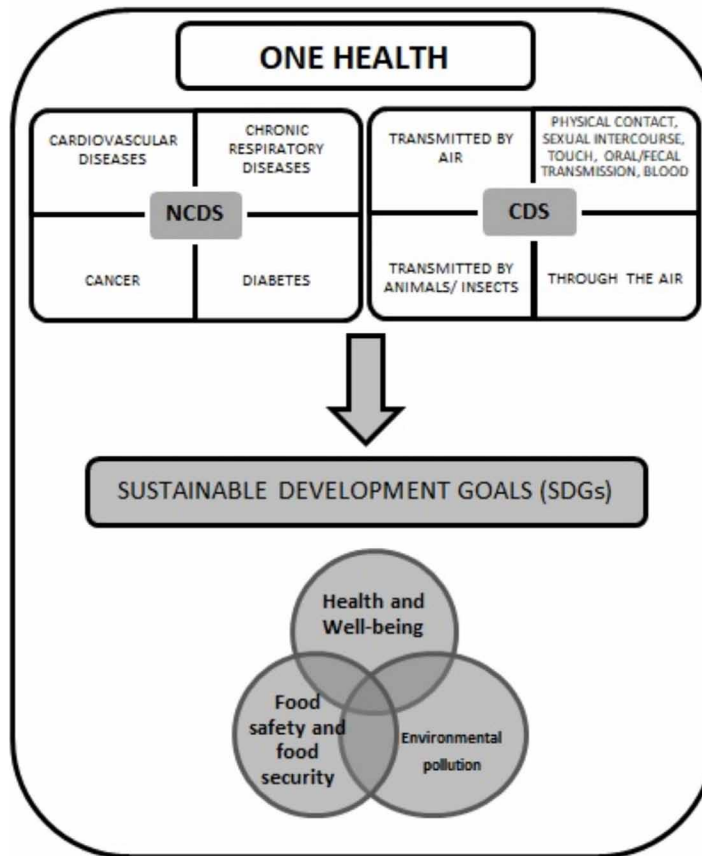 ONE HEALTH
CARDIOVASCULAR
DISEASES
CHRONIC
RESPIRATORY
DISEASES
NCDS
CANCER
DIABETES
TRANSMITTED BY
AIR
PHYSICAL CONTACT,
SEXUAL INTERCOURSE,
TOUCH, ORAL/FECAL
TRANSMISSION, BLOOD
CDS
TRANSMITTED BY
ANIMALS/ INSECTS
THROUGH THE AIR
SUSTAINABLE DEVELOPMENT GOALS (SDGs)
Health and
Well-being
Food
safety and
food
security
Environmental
pollution